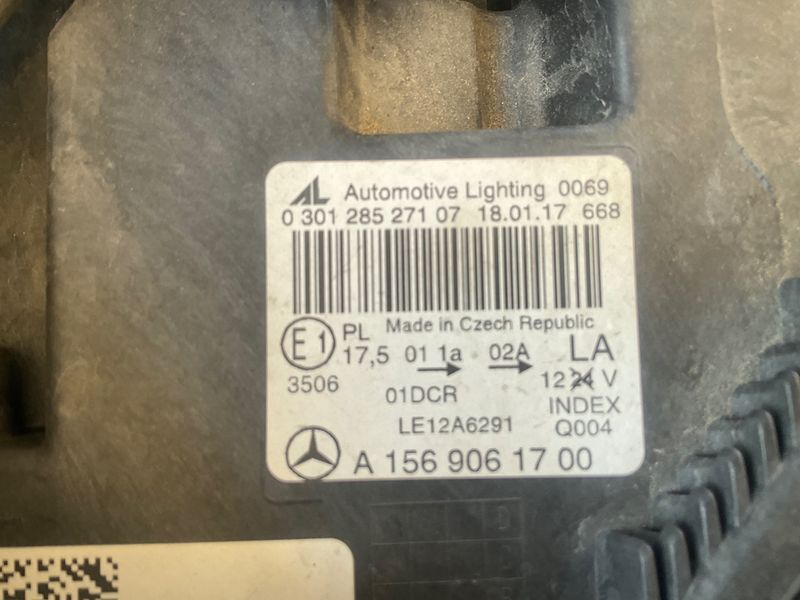 AL Automotive Lighting 0069
0 301 285 271 07 18.01.17 668
Made in Czech Republic
E1 PL 17,5 01 1a 02A LA
3506 01DCR 12 24 V
LE12A6291 INDEX Q004
A 156 906 17 00